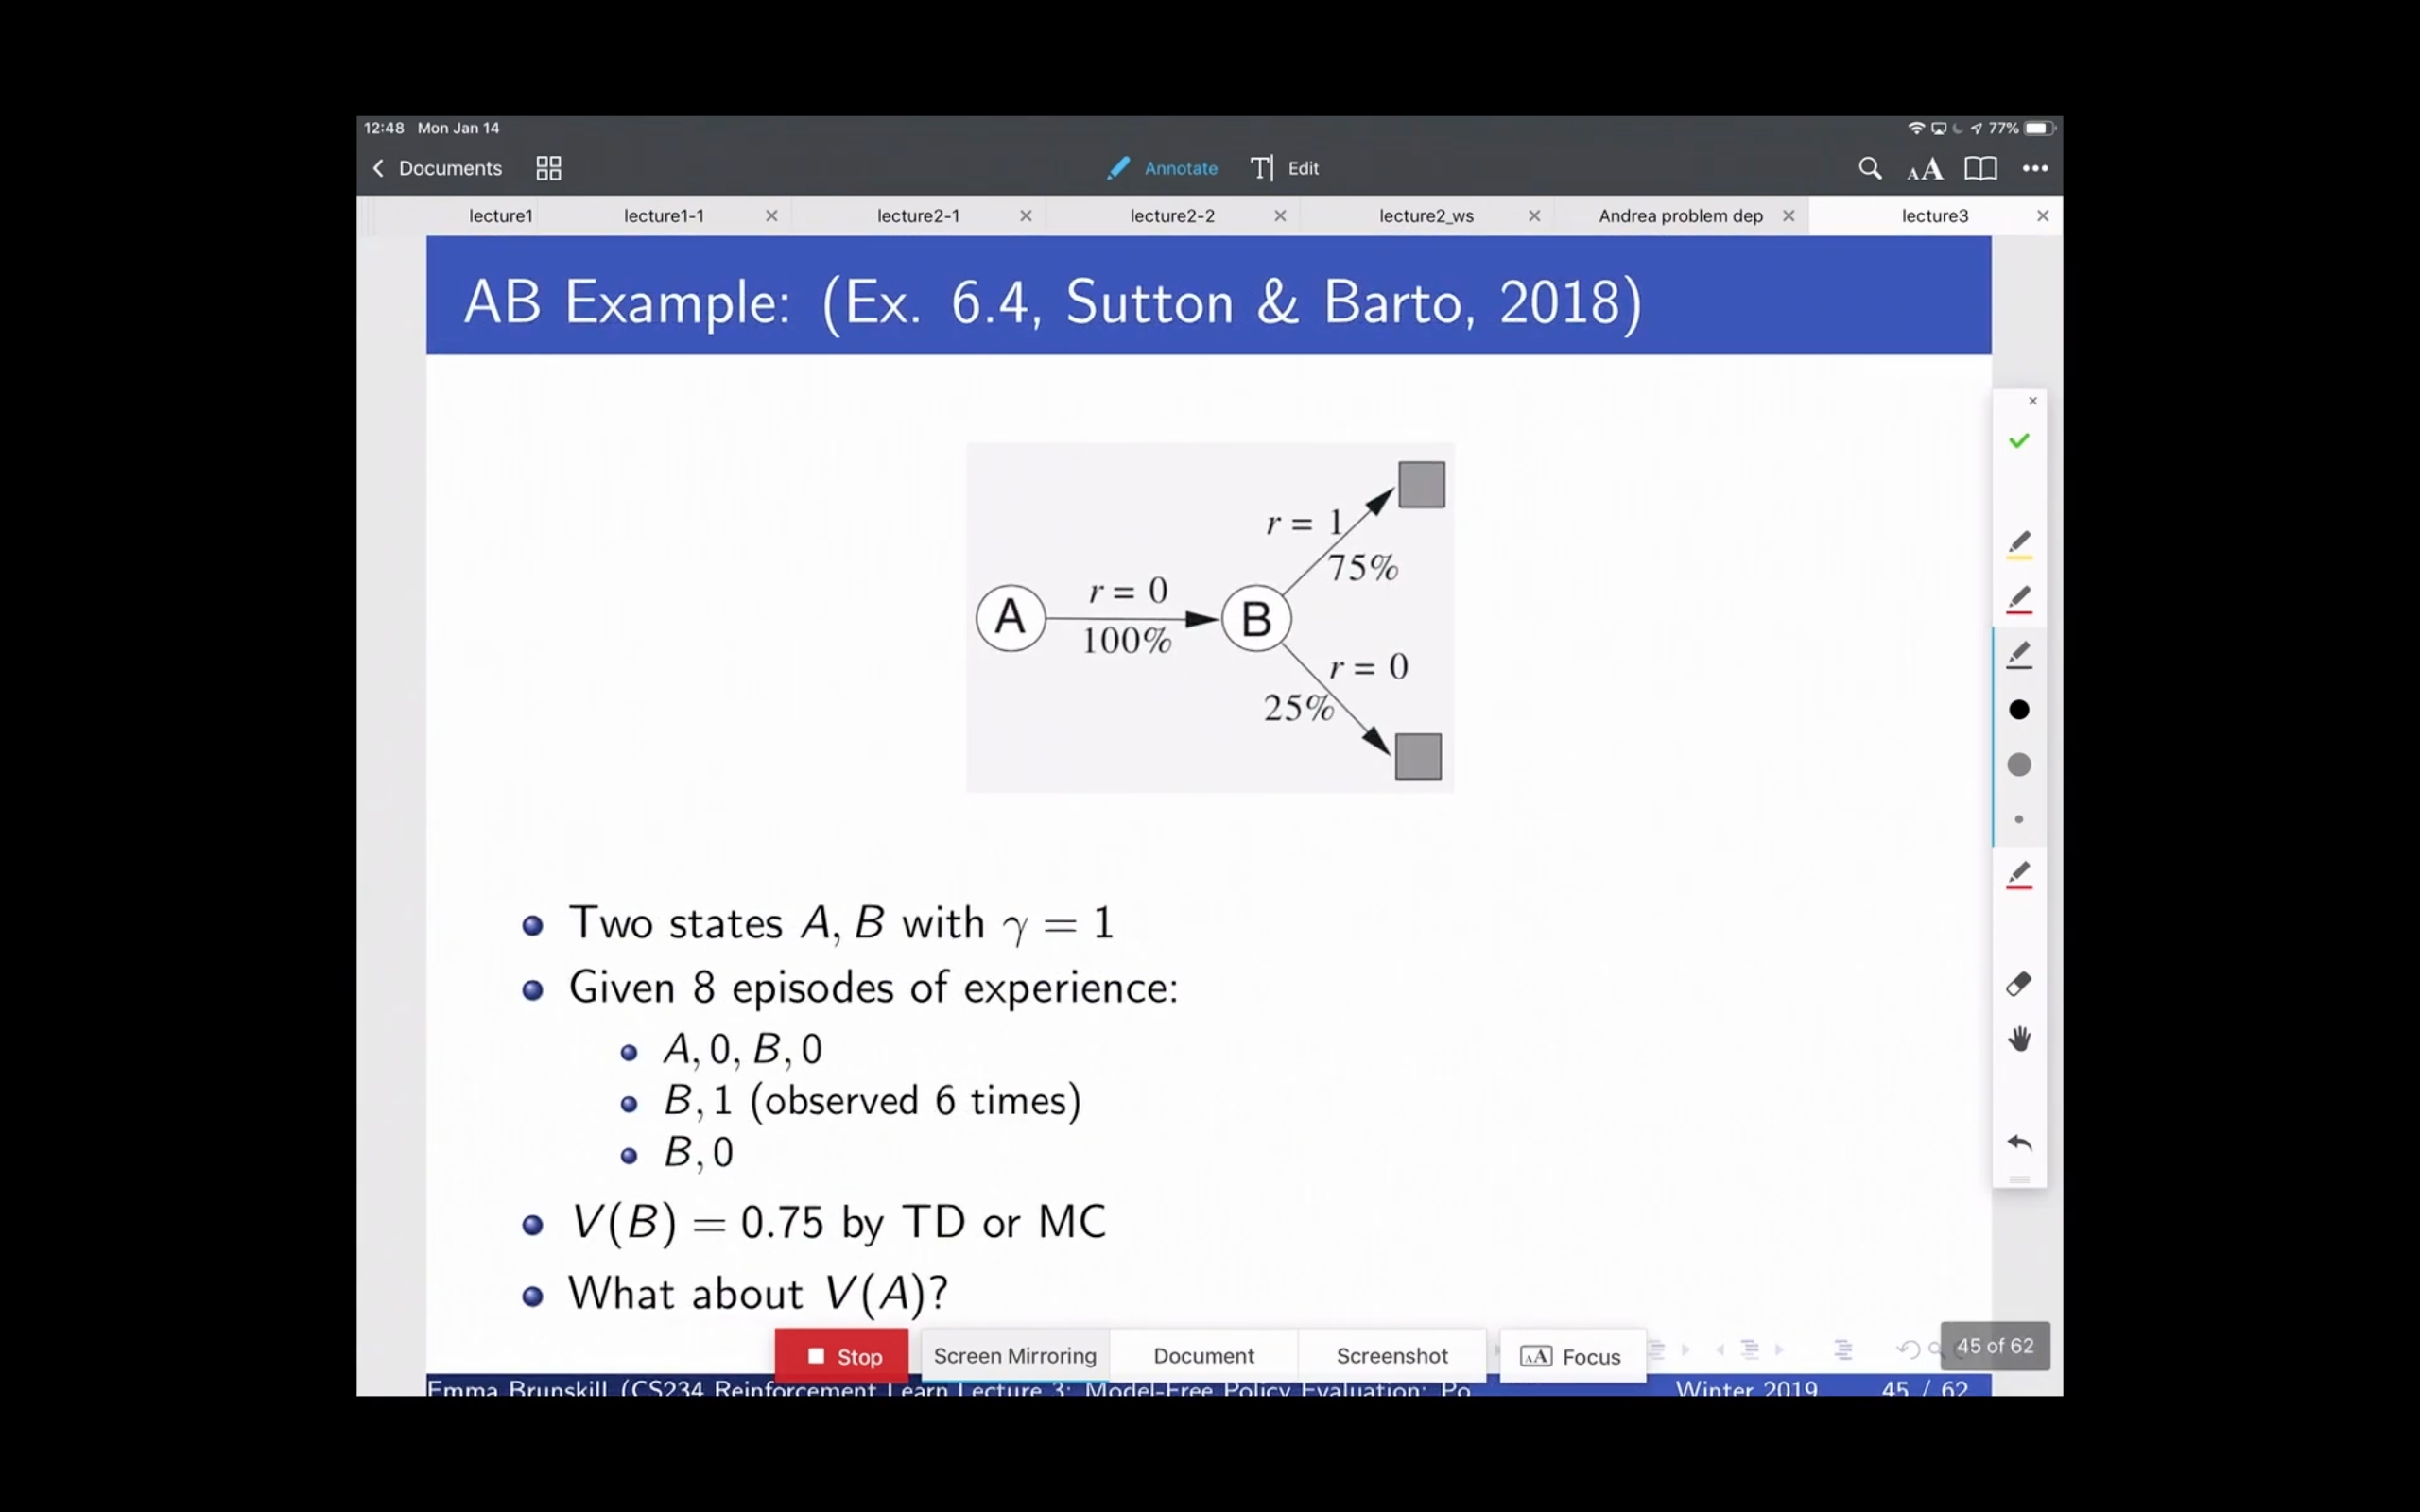 12:48 Mon Jan 14
77%
Documents
Annotate
Edit
lecture1
lecture1-1
lecture2-1
lecture2-2
lecture2_ws
Andrea problem dep
lecture3
AB Example: (Ex. 6.4, Sutton & Barto, 2018)
r = 1
75%
A
r = 0
100%
B
r = 0
25%
Two states A, B with γ = 1
Given 8 episodes of experience:
A, 0, B, 0
B, 1 (observed 6 times)
B, 0
V(B) = 0.75 by TD or MC
What about V(A)?
Stop
Screen Mirroring
Document
Screenshot
AA Focus
45 of 62
Emma Brunskill (CS234 Reinforcement Learn Lecture 3: Model-Free Policy Evaluation: Po Winter 2019 45 / 62